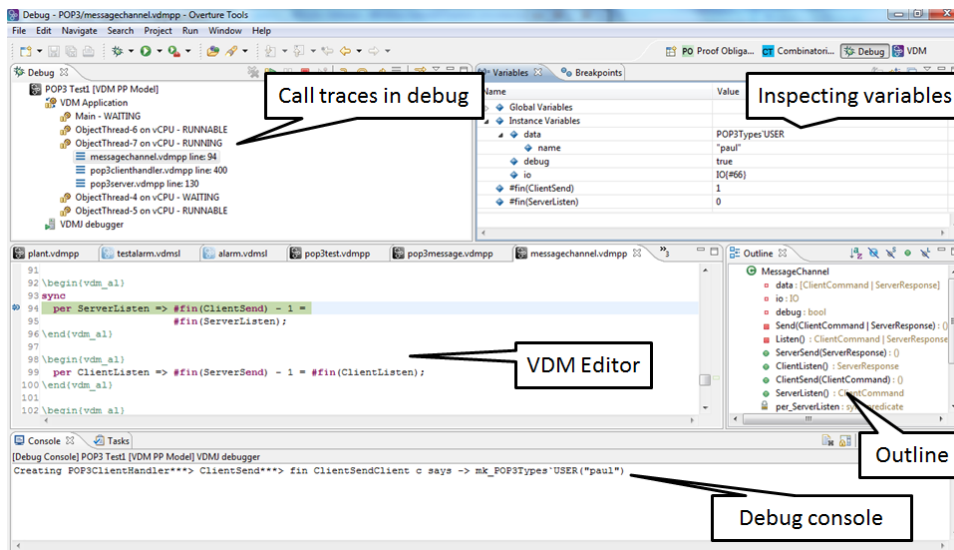 Debug - POP3/messagechannel.vdmpp - Overture Tools
File Edit Navigate Search Project Run Window Help
PO Proof Obliga... CT Combinatori... Debug VDM
Debug
POP3 Test1 [VDM PP Model]
VDM Application
Main - WAITING
ObjectThread-6 on vCPU - RUNNABLE
ObjectThread-7 on vCPU - RUNNING
messagechannel.vdmpp line: 94
pop3clienthandler.vdmpp line: 400
pop3server.vdmpp line: 130
ObjectThread-4 on vCPU - WAITING
ObjectThread-5 on vCPU - RUNNABLE
VDMJ debugger
Call traces in debug
Variables Breakpoints
Name Value
Global Variables
Instance Variables
data POP3Types`USER
name "paul"
debug true
io IO{#66}
#fin(ClientSend) 1
#fin(ServerListen) 0
Inspecting variables
plant.vdmpp testalarm.vdmsl alarm.vdmsl pop3test.vdmpp pop3message.vdmpp messagechannel.vdmpp »3
91
92 \begin{vdm_al}
93 sync
94 per ServerListen => #fin(ClientSend) - 1 =
95 #fin(ServerListen);
96 \end{vdm_al}
97
98 \begin{vdm_al}
99 per ClientListen => #fin(ServerSend) - 1 = #fin(ClientListen);
100 \end{vdm_al}
101
102 \begin{vdm_al}
VDM Editor
Outline
MessageChannel
data : [ClientCommand | ServerResponse]
io : IO
debug : bool
Send(ClientCommand | ServerResponse) : ()
Listen() : ClientCommand | ServerResponse
ServerSend(ServerResponse) : ()
ClientListen() : ServerResponse
ClientSend(ClientCommand) : ()
ServerListen() : ClientCommand
per_ServerListen :
Outline
Console Tasks
[Debug Console] POP3 Test1 [VDM PP Model] VDMJ debugger
Creating POP3ClientHandler***> ClientSend***> fin ClientSendClient c says -> mk_POP3Types`USER("paul")
Debug console